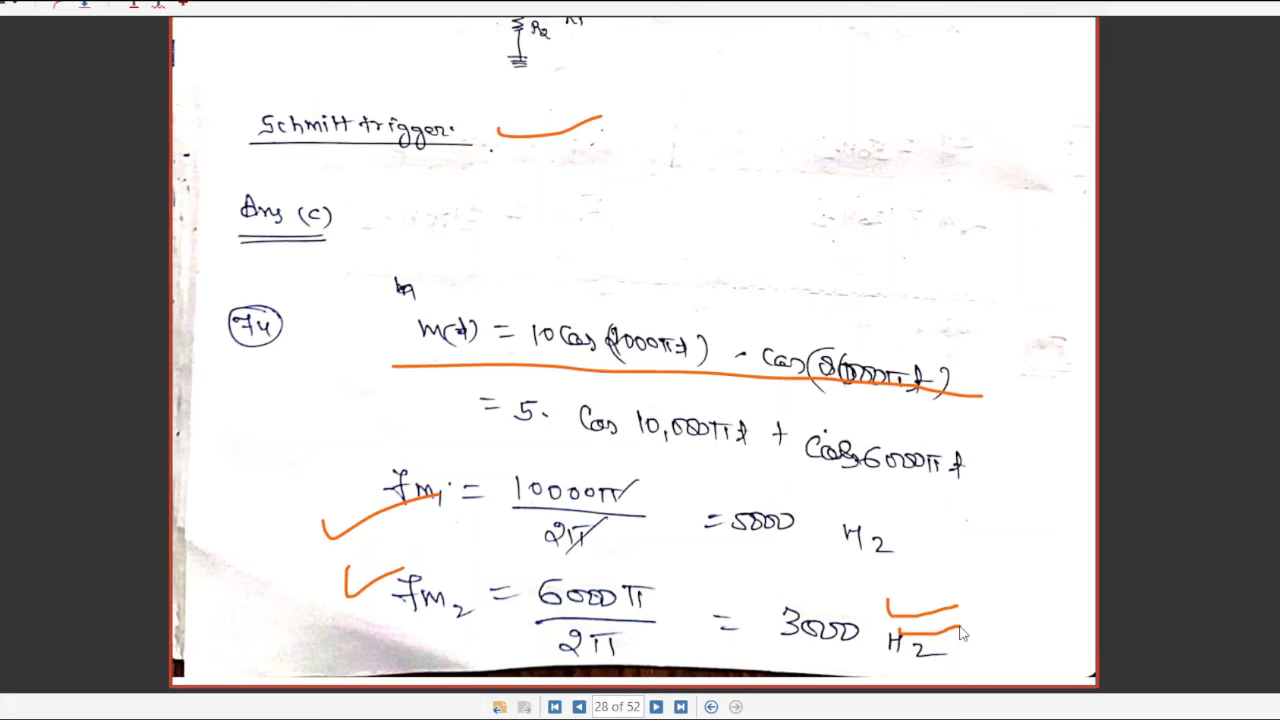 R2
Schmitt trigger.
Ans (c)
74
m(t) = 10 Cos (2000πt) . Cos (8000πt)
= 5. Cos 10,000πt + Cos 6000πt
fm1 = 10000π / 2π = 5000 Hz
fm2 = 6000π / 2π = 3000 Hz
28 of 52